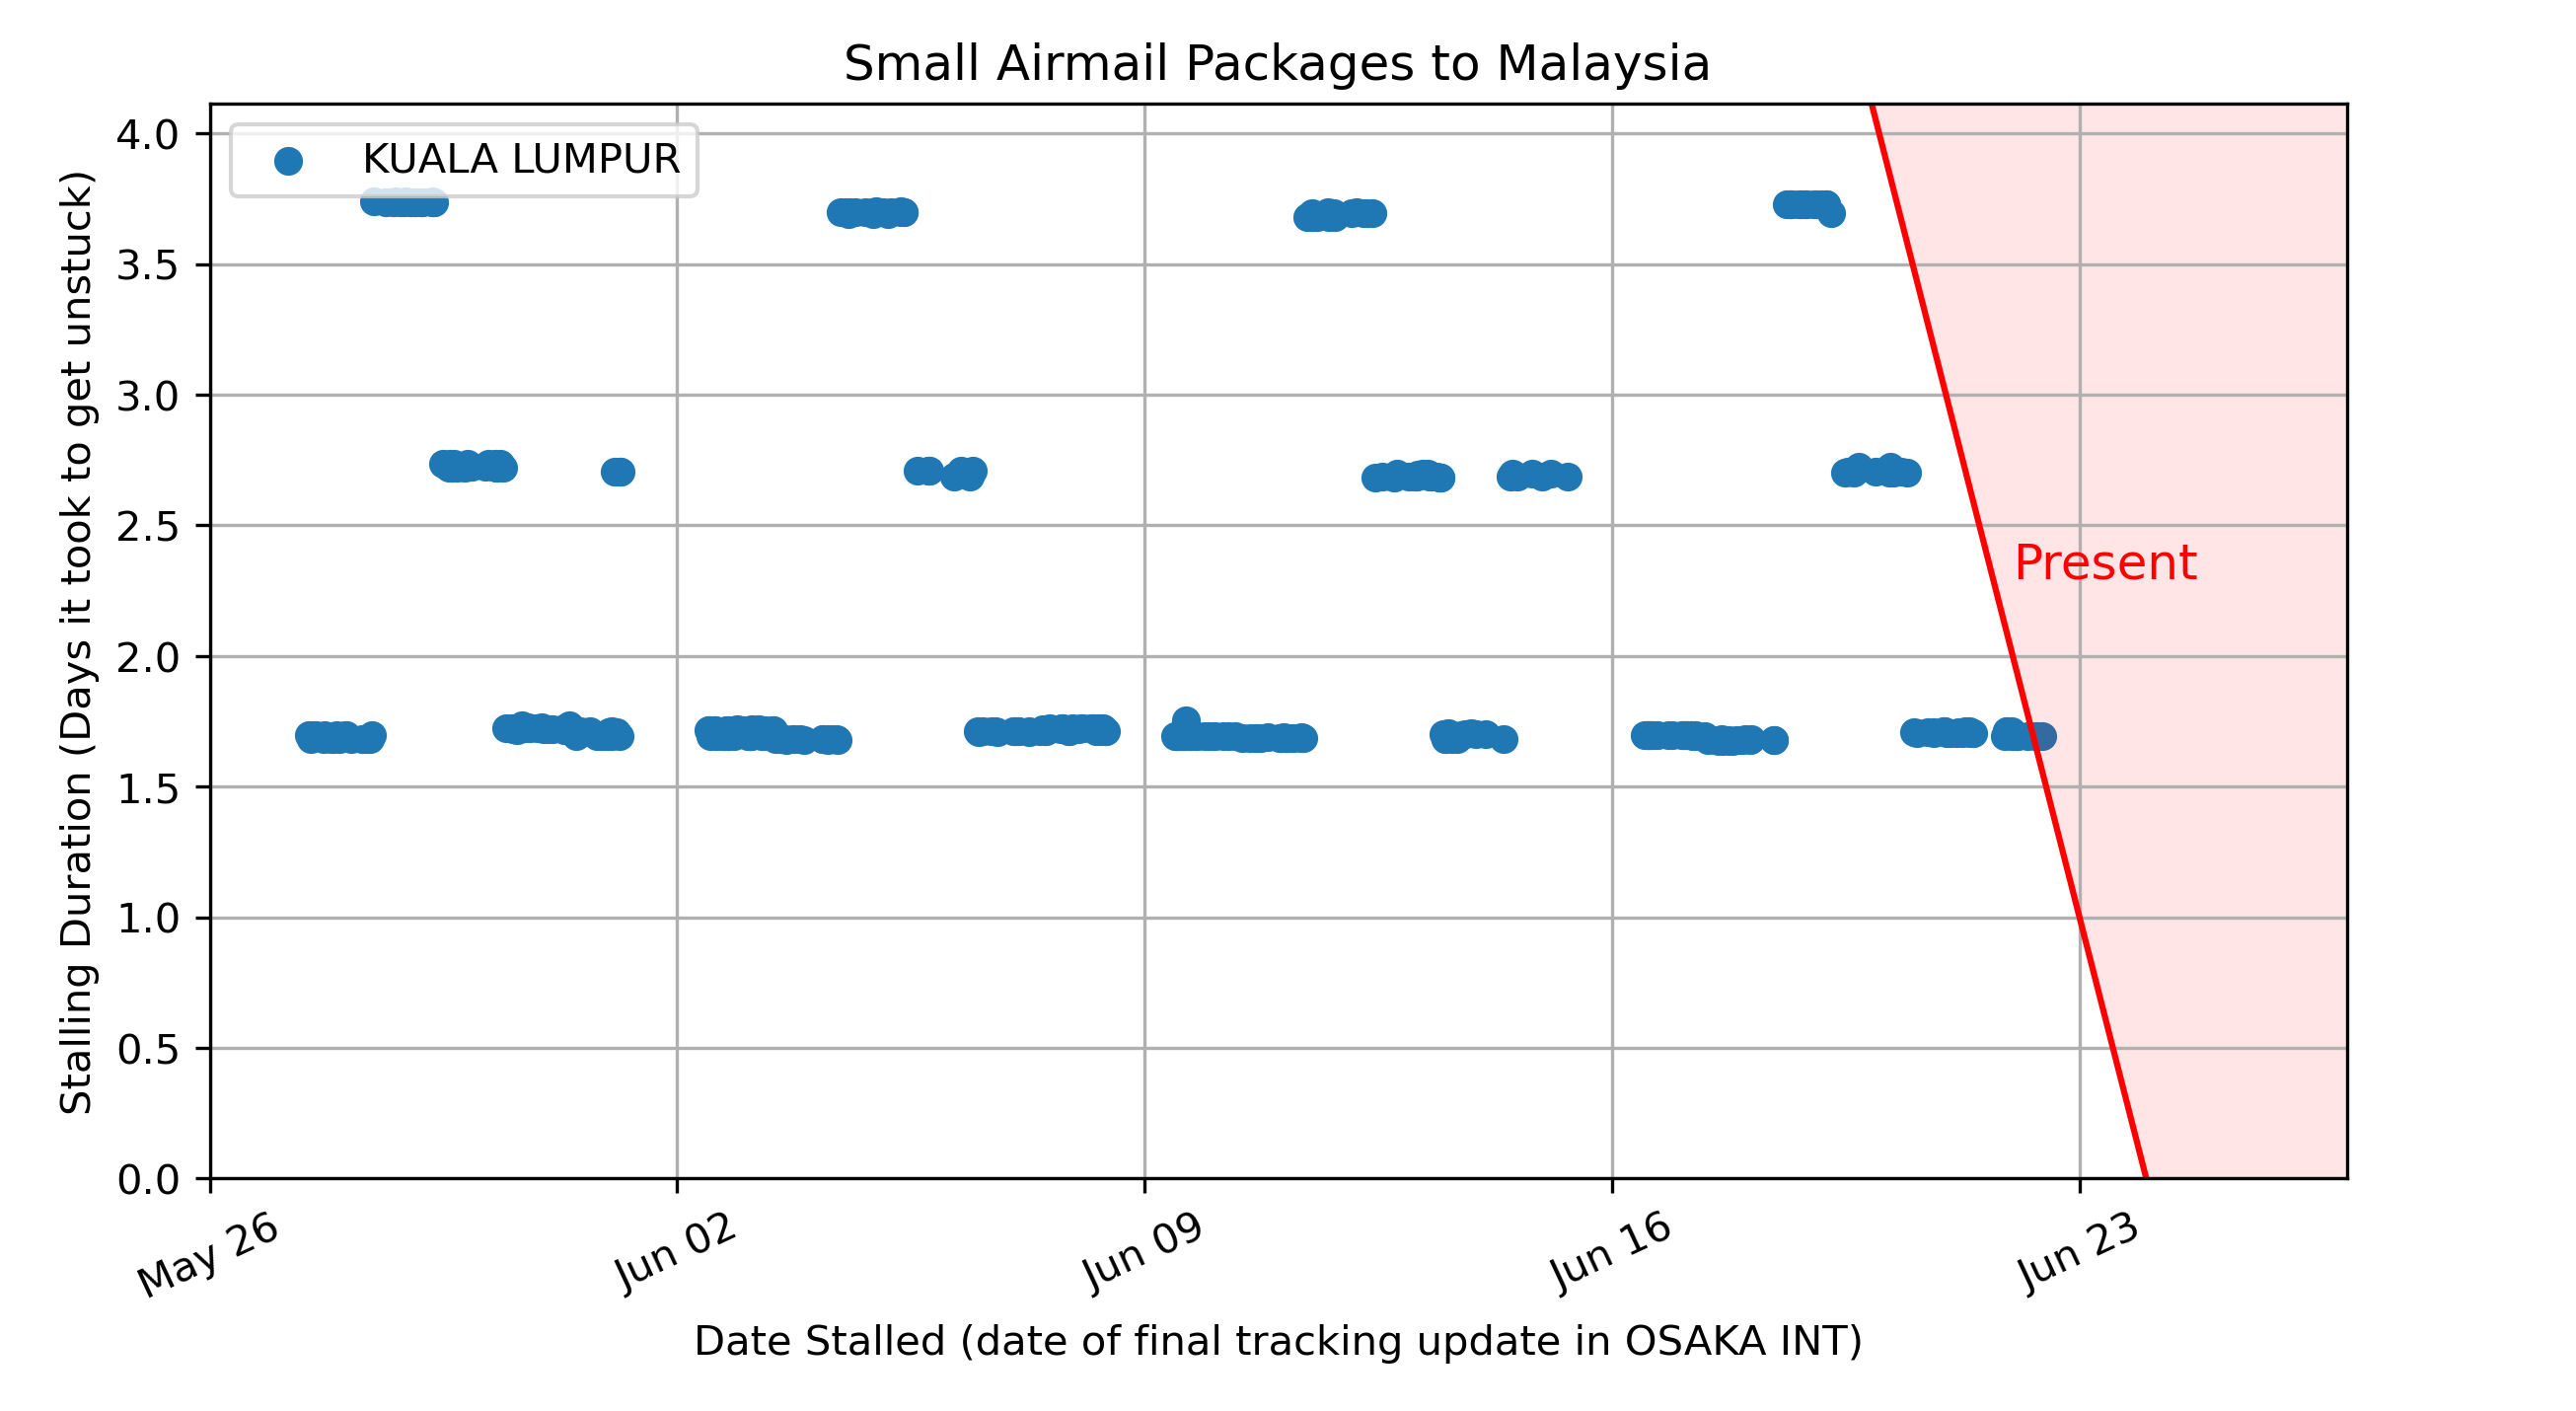 Small Airmail Packages to Malaysia
KUALA LUMPUR
Stalling Duration (Days it took to get unstuck)
4.0
3.5
3.0
2.5
2.0
1.5
1.0
0.5
0.0
Present
May 26
Jun 02
Jun 09
Jun 16
Jun 23
Date Stalled (date of final tracking update in OSAKA INT)